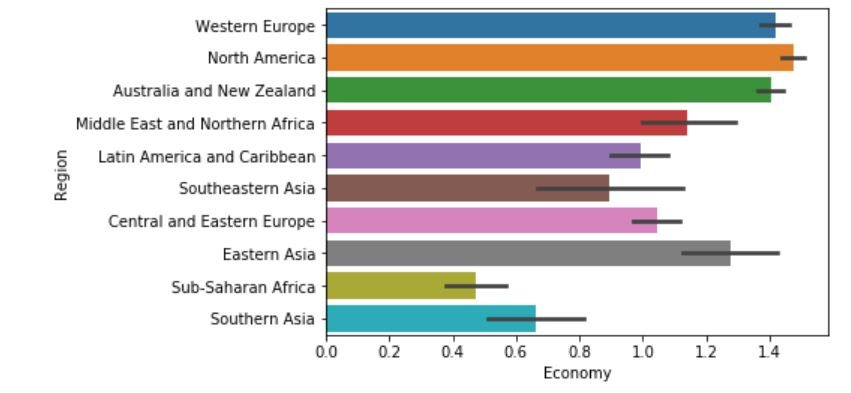 Western Europe
North America
Australia and New Zealand
Middle East and Northern Africa
Latin America and Caribbean
Southeastern Asia
Central and Eastern Europe
Eastern Asia
Sub-Saharan Africa
Southern Asia
Region
0.0 0.2 0.4 0.6 0.8 1.0 1.2 1.4
Economy